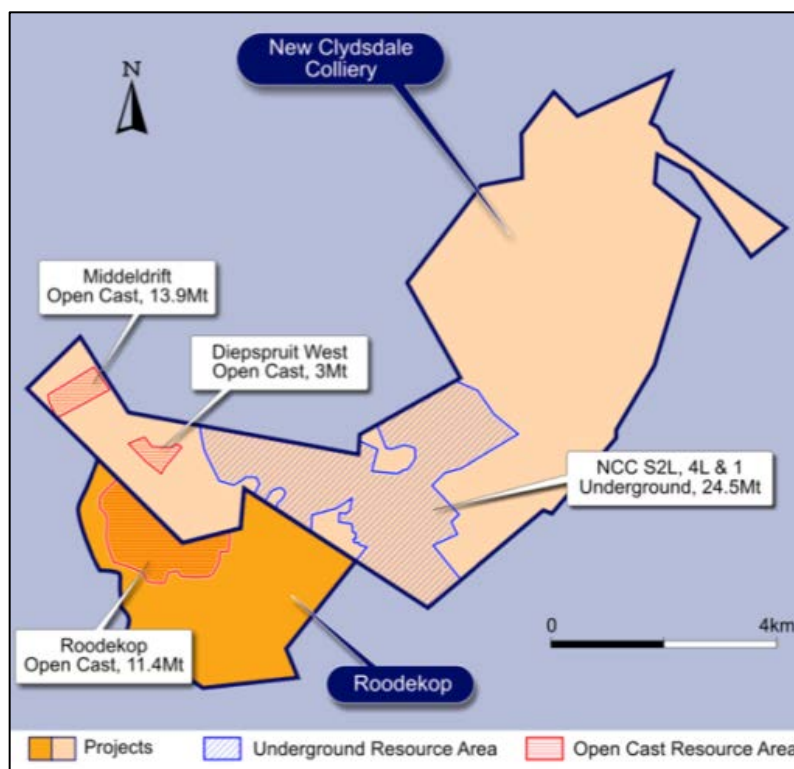 New Clydsdale
Colliery
N
Middeldrift
Open Cast, 13.9Mt
Diepspruit West
Open Cast, 3Mt
NCC S2L, 4L & 1
Underground, 24.5Mt
Roodekop
Open Cast, 11.4Mt
Roodekop
0 4km
Projects Underground Resource Area Open Cast Resource Area